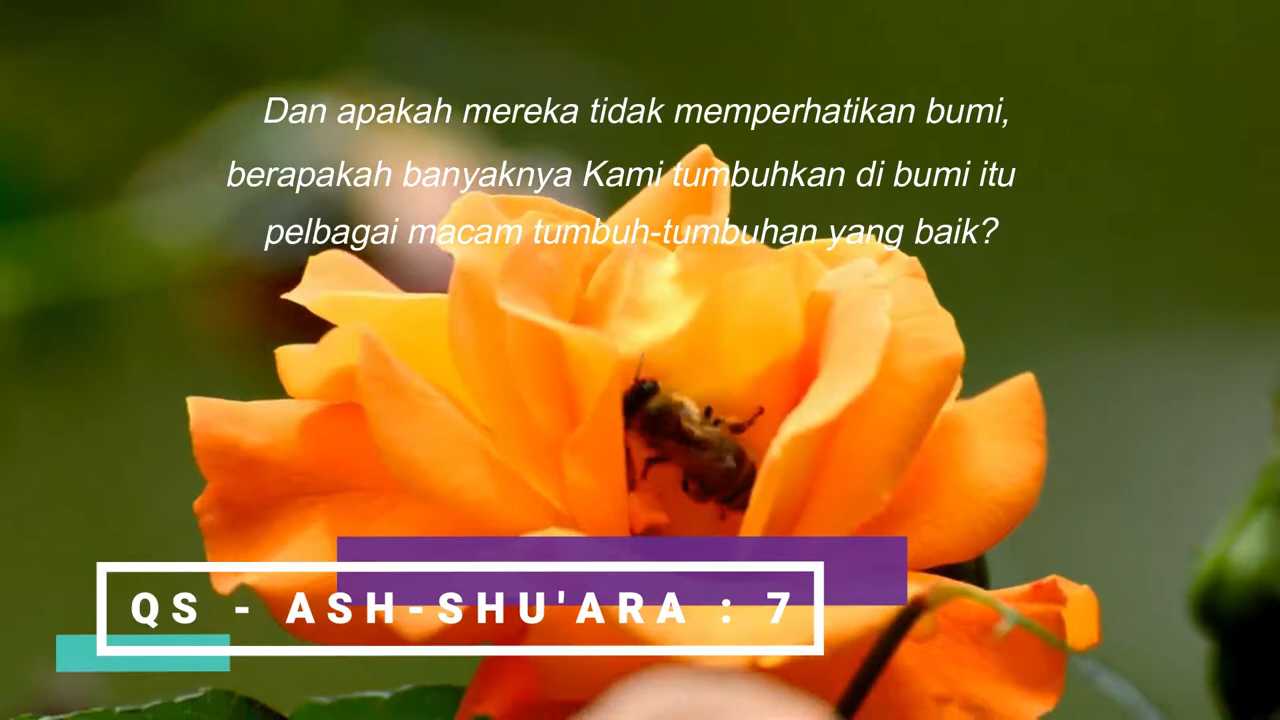 Dan apakah mereka tidak memperhatikan bumi,
berapakah banyaknya Kami tumbuhkan di bumi itu
pelbagai macam tumbuh-tumbuhan yang baik?
QS - ASH-SHU'ARA : 7